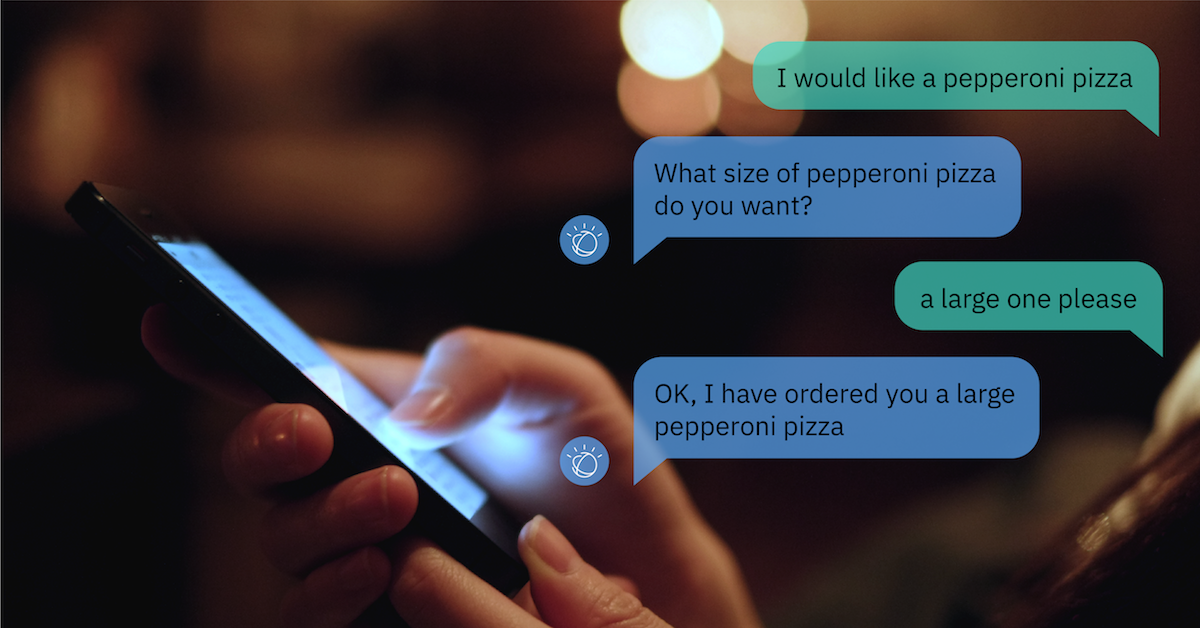 I would like a pepperoni pizza
What size of pepperoni pizza
do you want?
a large one please
OK, I have ordered you a large
pepperoni pizza